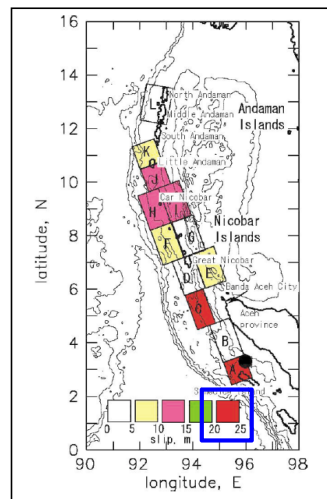 16
14
12
10
8
6
4
2
0
latitude, N
North Andaman
L
Middle Andaman
Andaman
Islands
South Andaman
K
Little Andaman
J
Car Nicobar
H I
Nicobar
Islands
G
F
Great Nicobar
D E
Banda Aceh City
C
Aceh
province
B
A
0 5 10 15 20 25
slip, m
90 92 94 96 98
longitude, E